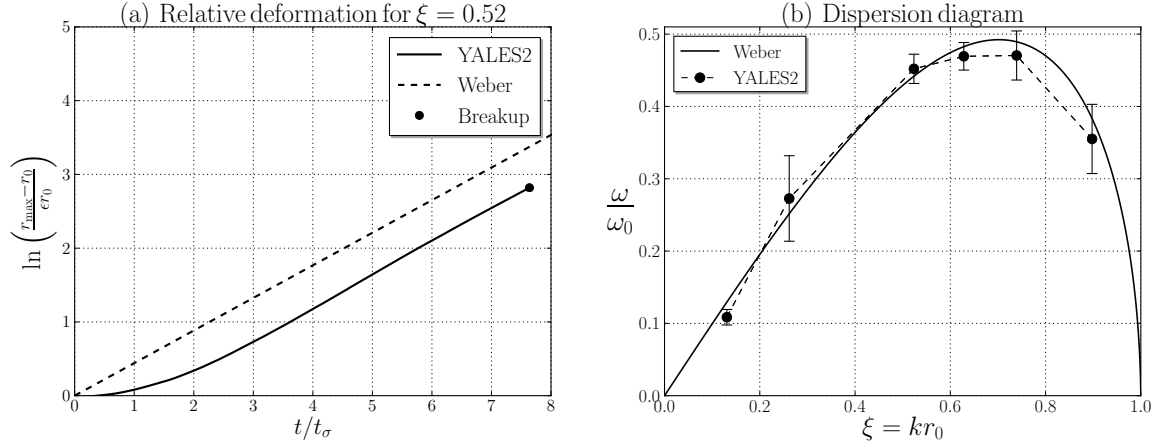 (a) Relative deformation for ξ = 0.52
5
4
3
2
1
0
YALES2
Weber
Breakup
ln ( (r_max − r_0) / (ϵ r_0) )
0 1 2 3 4 5 6 7 8
t/t_σ
(b) Dispersion diagram
0.5
0.4
0.3
0.2
0.1
0.0
Weber
YALES2
ω/ω_0
0.0 0.2 0.4 0.6 0.8 1.0
ξ = kr_0